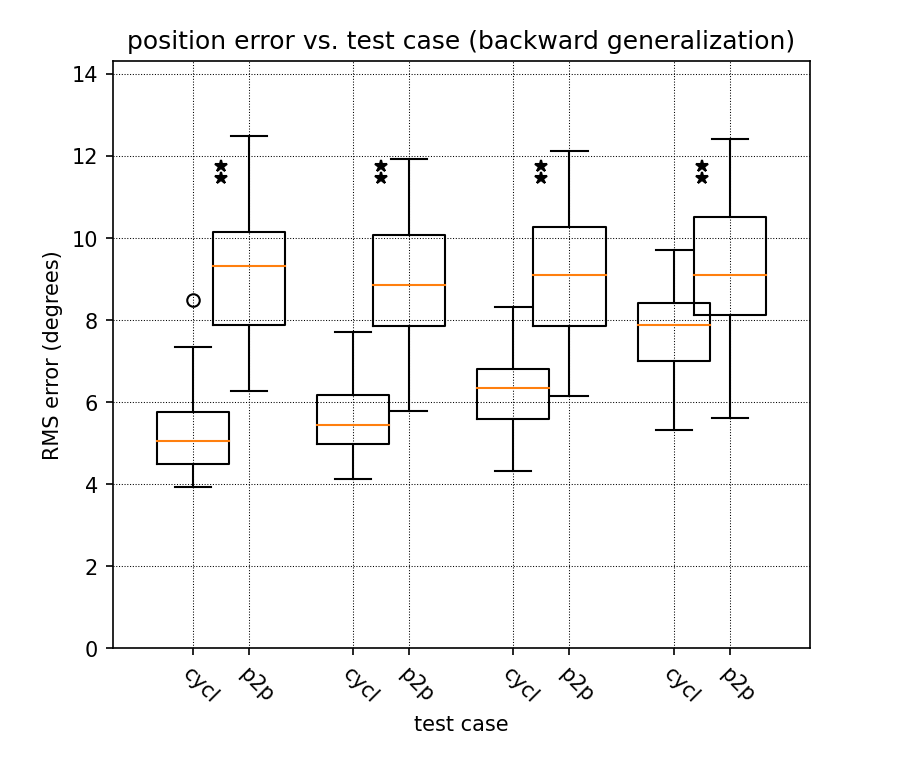 position error vs. test case (backward generalization)
14
12
10
8
6
4
2
0
RMS error (degrees)
cycl p2p cycl p2p cycl p2p cycl p2p
test case